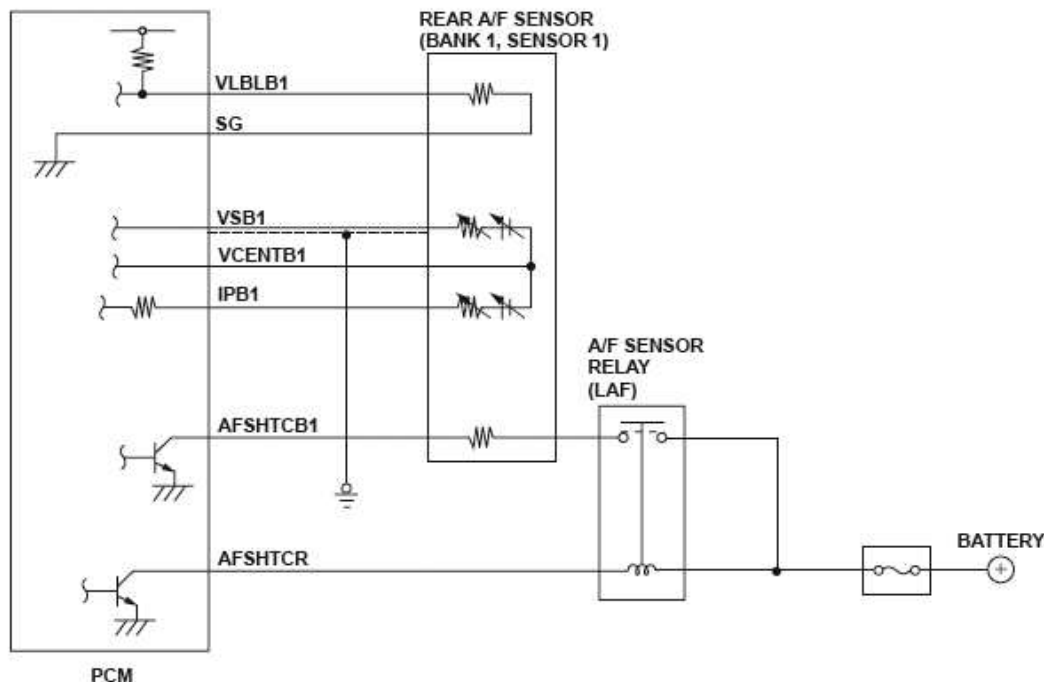 REAR A/F SENSOR
(BANK 1, SENSOR 1)
VLBLB1
SG
VSB1
VCENTB1
IPB1
A/F SENSOR
RELAY
(LAF)
AFSHTCB1
AFSHTCR
BATTERY
PCM